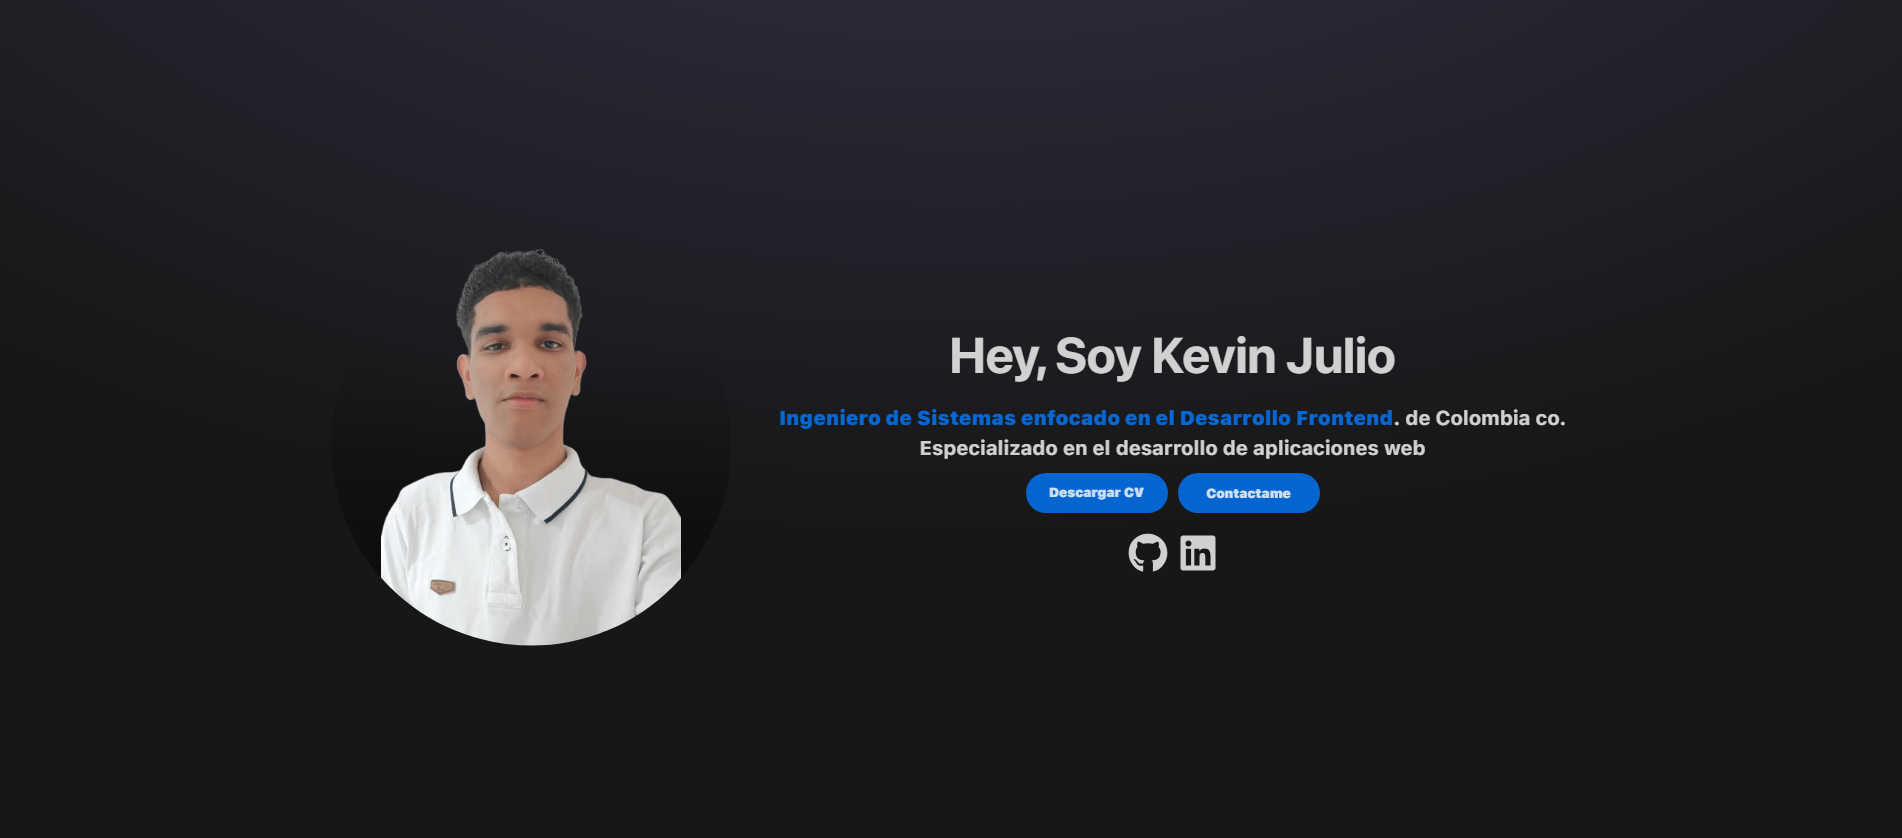 Hey, Soy Kevin Julio
Ingeniero de Sistemas enfocado en el Desarrollo Frontend. de Colombia co.
Especializado en el desarrollo de aplicaciones web
Descargar CV
Contactame
in